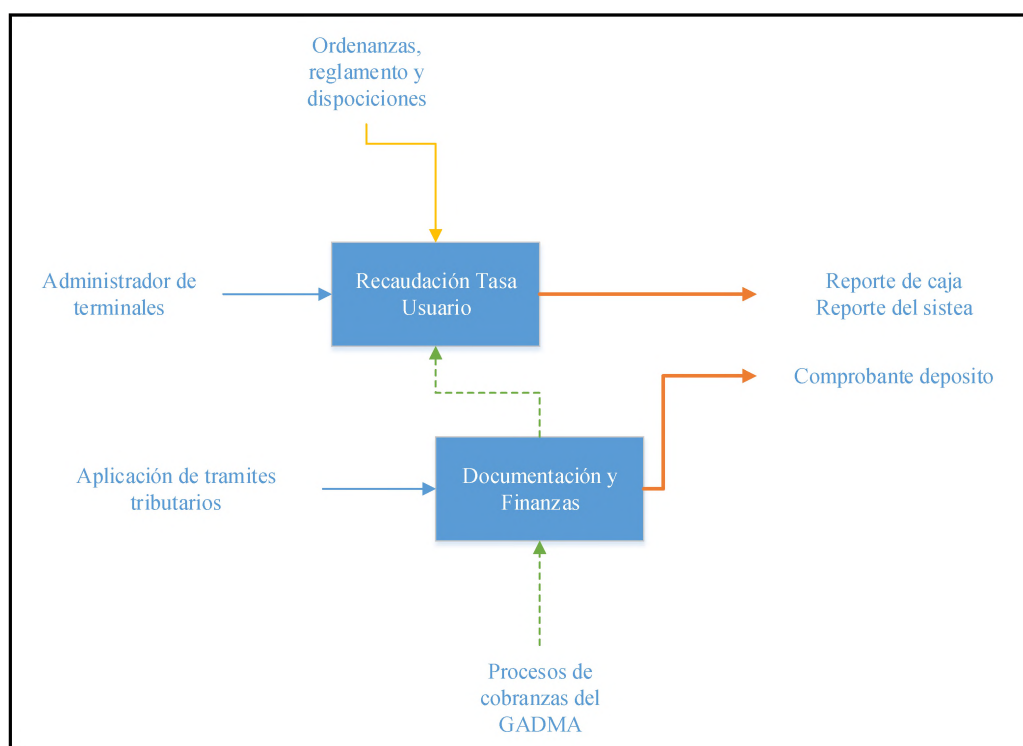 Ordenanzas,
reglamento y
dispociciones
Administrador de
terminales
Recaudación Tasa
Usuario
Reporte de caja
Reporte del sistea
Comprobante deposito
Aplicación de tramites
tributarios
Documentación y
Finanzas
Procesos de
cobranzas del
GADMA